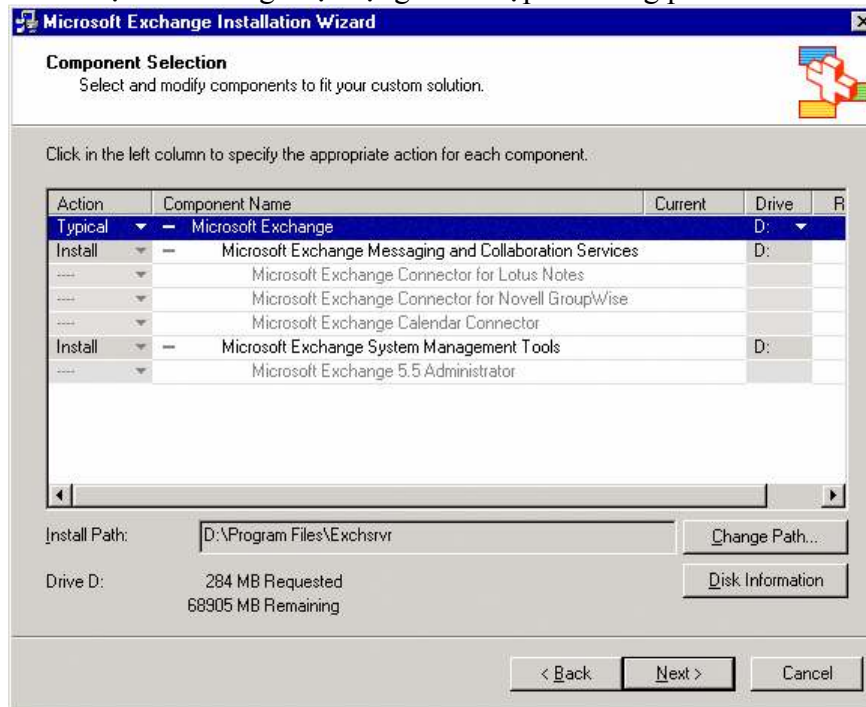 Microsoft Exchange Installation Wizard
Component Selection
Select and modify components to fit your custom solution.
Click in the left column to specify the appropriate action for each component.
Action Component Name Current Drive R
Typical Microsoft Exchange D:
Install Microsoft Exchange Messaging and Collaboration Services D:
---- Microsoft Exchange Connector for Lotus Notes
---- Microsoft Exchange Connector for Novell GroupWise
---- Microsoft Exchange Calendar Connector
Install Microsoft Exchange System Management Tools D:
---- Microsoft Exchange 5.5 Administrator
Install Path: D:\Program Files\Exchsrvr Change Path...
Drive D: 284 MB Requested Disk Information
68905 MB Remaining
< Back Next > Cancel